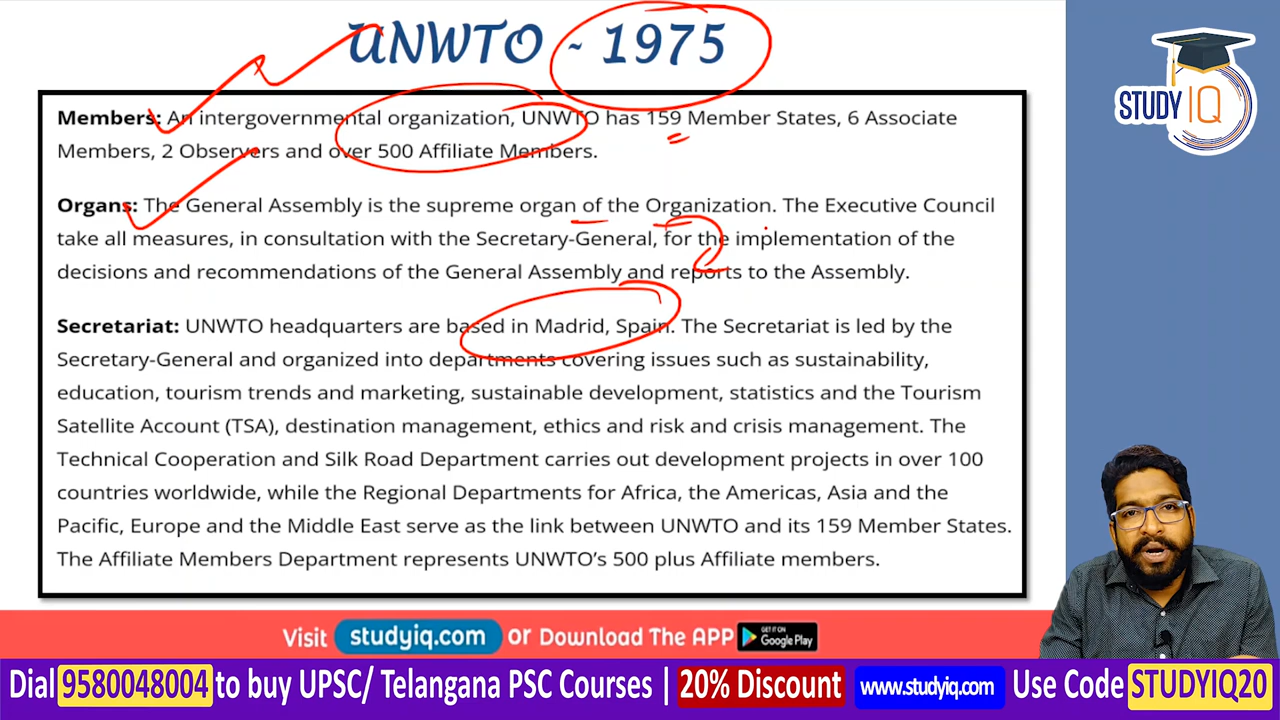 UNWTO - 1975
STUDY IQ
Members: An intergovernmental organization, UNWTO has 159 Member States, 6 Associate
Members, 2 Observers and over 500 Affiliate Members.
Organs: The General Assembly is the supreme organ of the Organization. The Executive Council
take all measures, in consultation with the Secretary-General, for the implementation of the
decisions and recommendations of the General Assembly and reports to the Assembly.
Secretariat: UNWTO headquarters are based in Madrid, Spain. The Secretariat is led by the
Secretary-General and organized into departments covering issues such as sustainability,
education, tourism trends and marketing, sustainable development, statistics and the Tourism
Satellite Account (TSA), destination management, ethics and risk and crisis management. The
Technical Cooperation and Silk Road Department carries out development projects in over 100
countries worldwide, while the Regional Departments for Africa, the Americas, Asia and the
Pacific, Europe and the Middle East serve as the link between UNWTO and its 159 Member States.
The Affiliate Members Department represents UNWTO's 500 plus Affiliate members.
Visit studyiq.com or Download The APP GET IT ON Google Play
Dial 9580048004 to buy UPSC/ Telangana PSC Courses | 20% Discount www.studyiq.com Use Code STUDYIQ20